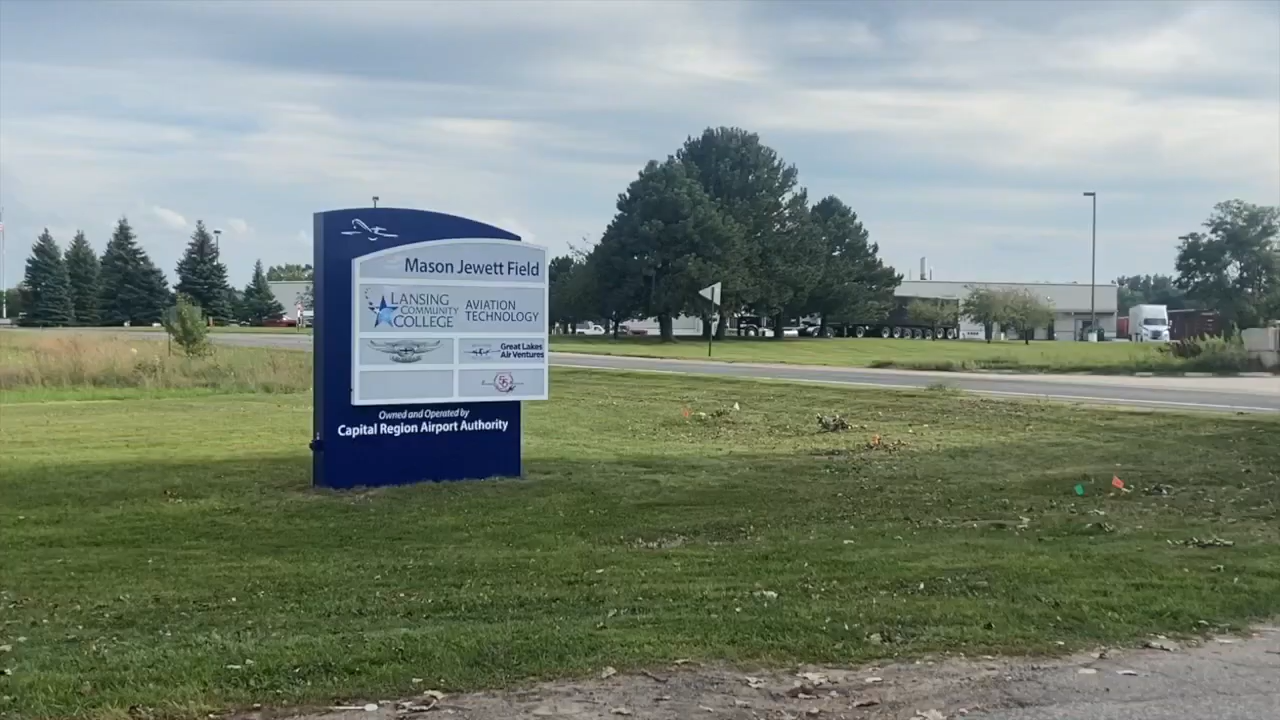 Mason Jewett Field
LANSING
COMMUNITY
COLLEGE
AVIATION
TECHNOLOGY
Great Lakes
Air Ventures
Owned and Operated by
Capital Region Airport Authority